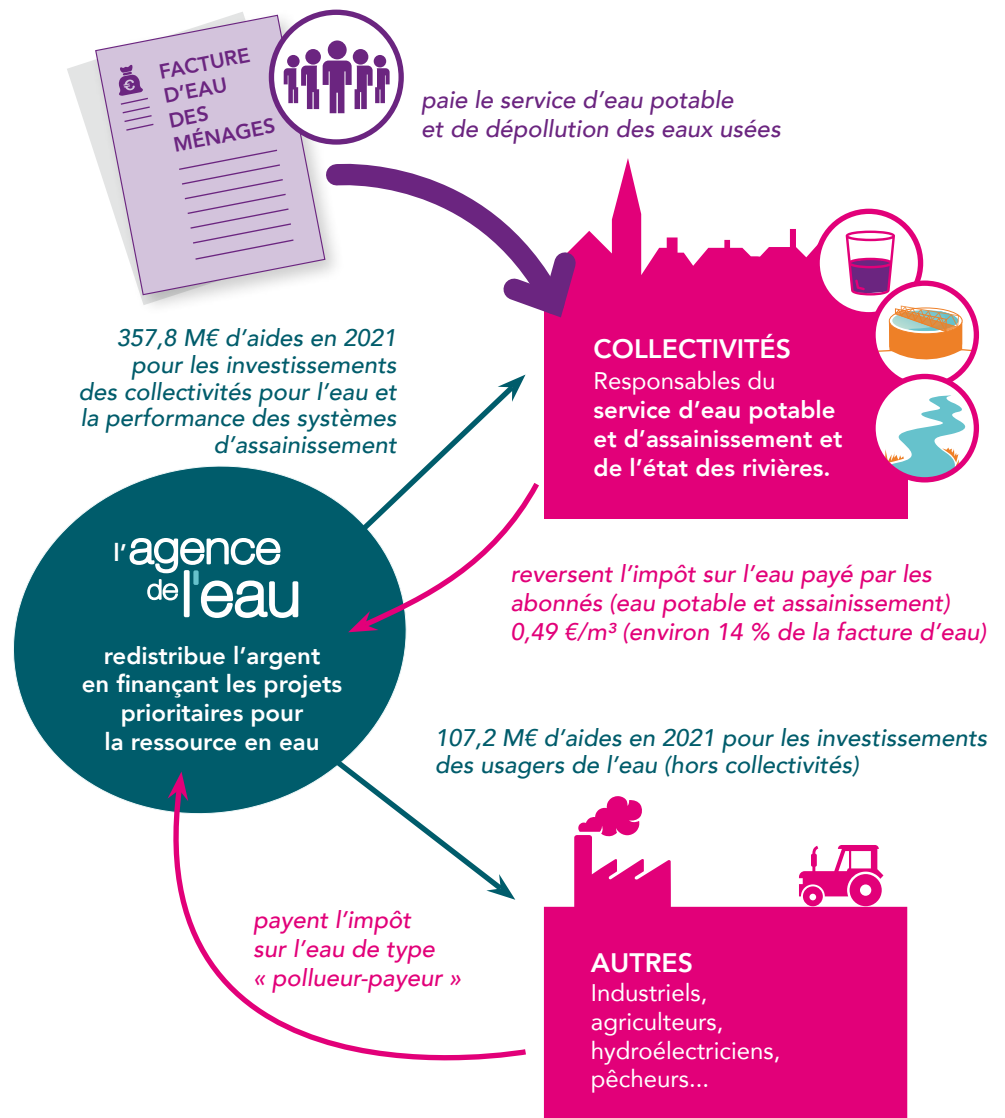 FACTURE
D'EAU
DES
MÉNAGES
€
paie le service d'eau potable
et de dépollution des eaux usées
357,8 M€ d'aides en 2021
pour les investissements
des collectivités pour l'eau et
la performance des systèmes
d'assainissement
COLLECTIVITÉS
Responsables du
service d'eau potable
et d'assainissement et
de l'état des rivières.
l'agence
de l'eau
redistribue l'argent
en finançant les projets
prioritaires pour
la ressource en eau
reversent l'impôt sur l'eau payé par les
abonnés (eau potable et assainissement)
0,49 €/m³ (environ 14 % de la facture d'eau)
107,2 M€ d'aides en 2021 pour les investissements
des usagers de l'eau (hors collectivités)
payent l'impôt
sur l'eau de type
« pollueur-payeur »
AUTRES
Industriels,
agriculteurs,
hydroélectriciens,
pêcheurs...